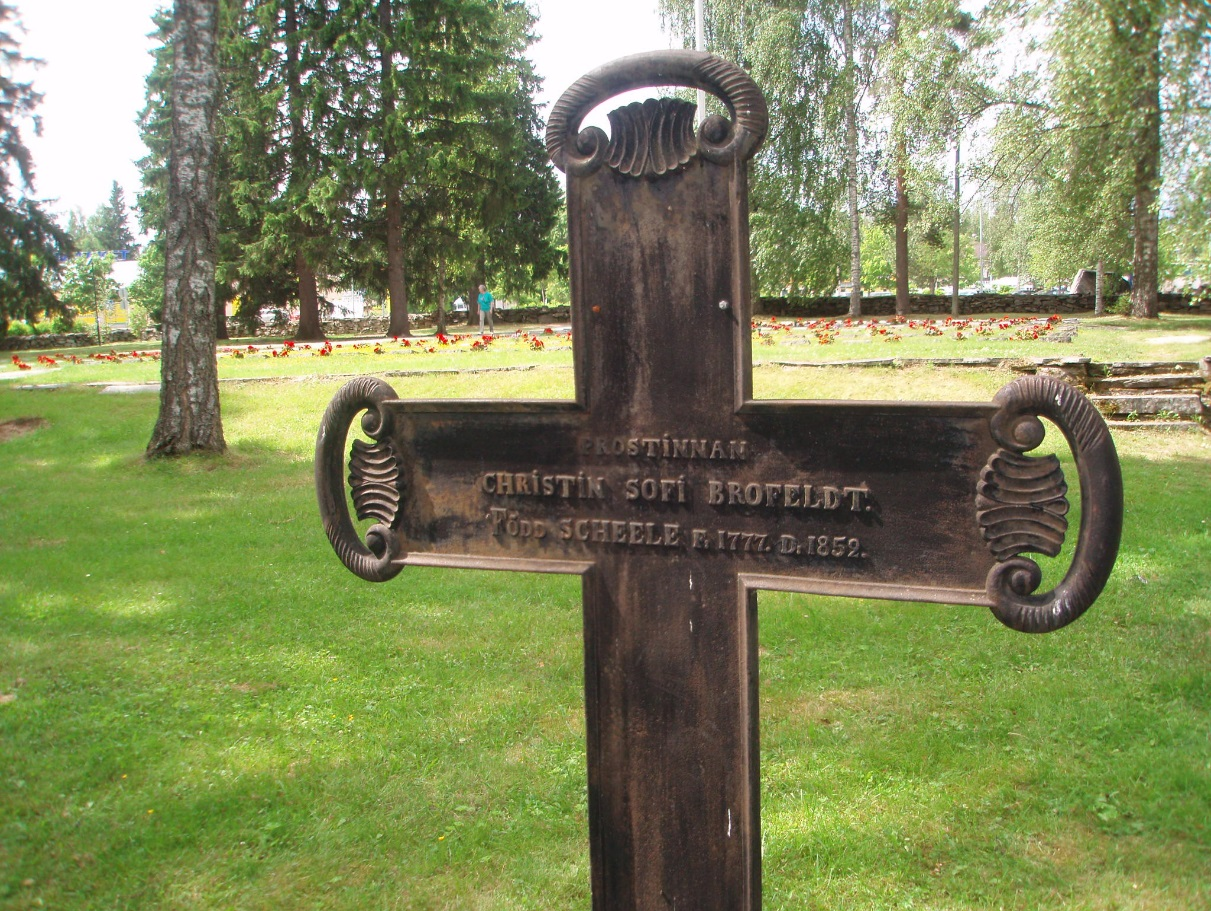 PROSTINNAN
CHRISTIN SOFI BROFELDT.
FÖDD SCHEELE F. 1777. D. 1852.